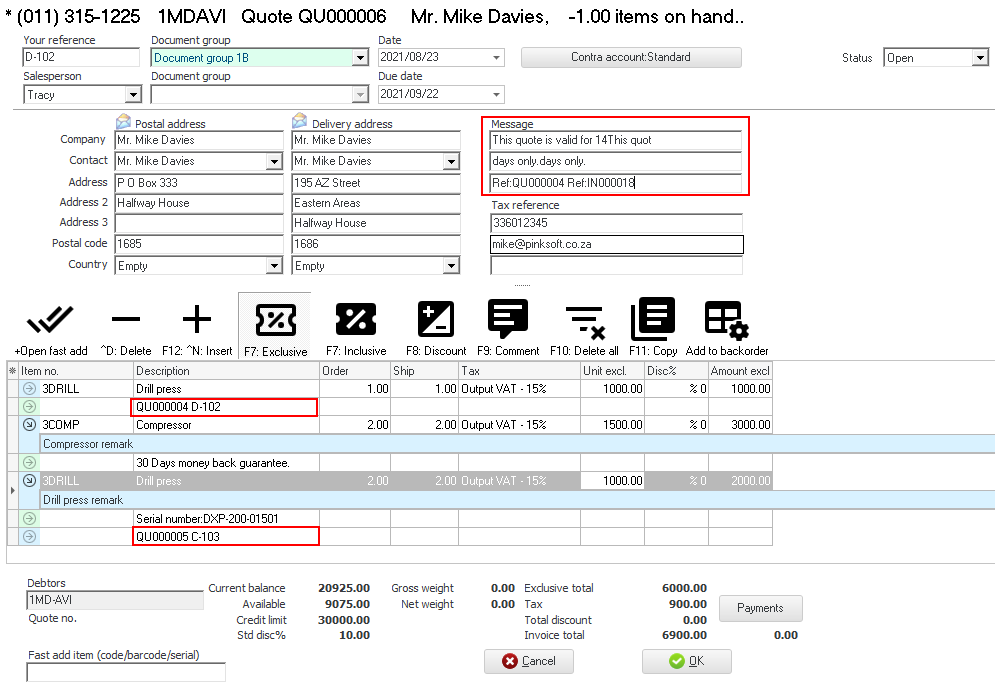 * (011) 315-1225 1MDAVI Quote QU000006 Mr. Mike Davies, -1.00 items on hand..
Your reference Document group Date
D-102 Document group 1B 2021/08/23 Contra account:Standard Status Open
Salesperson Document group Due date
Tracy 2021/09/22
Postal address Delivery address Message
Company Mr. Mike Davies Mr. Mike Davies This quote is valid for 14This quot
Contact Mr. Mike Davies Mr. Mike Davies days only.days only.
Address P O Box 333 195 AZ Street Ref:QU000004 Ref:IN000018
Address 2 Halfway House Eastern Areas Tax reference
Address 3 Halfway House 336012345
Postal code 1685 1686 mike@pinksoft.co.za
Country Empty Empty
+Open fast add ^D: Delete F12: ^N: Insert F7: Exclusive F7: Inclusive F8: Discount F9: Comment F10: Delete all F11: Copy Add to backorder
* Item no. Description Order Ship Tax Unit excl. Disc% Amount excl
3DRILL Drill press 1.00 1.00 Output VAT - 15% 1000.00 % 0 1000.00
QU000004 D-102
3COMP Compressor 2.00 2.00 Output VAT - 15% 1500.00 % 0 3000.00
Compressor remark
30 Days money back guarantee.
3DRILL Drill press 2.00 2.00 Output VAT - 15% 1000.00 % 0 2000.00
Drill press remark
Serial number:DXP-200-01501
QU000005 C-103
Debtors Current balance 20925.00 Gross weight 0.00 Exclusive total 6000.00
1MD-AVI Available 9075.00 Net weight 0.00 Tax 900.00 Payments
Quote no. Credit limit 30000.00 Total discount 0.00
Std disc% 10.00 Invoice total 6900.00 0.00
Fast add item (code/barcode/serial) Cancel OK